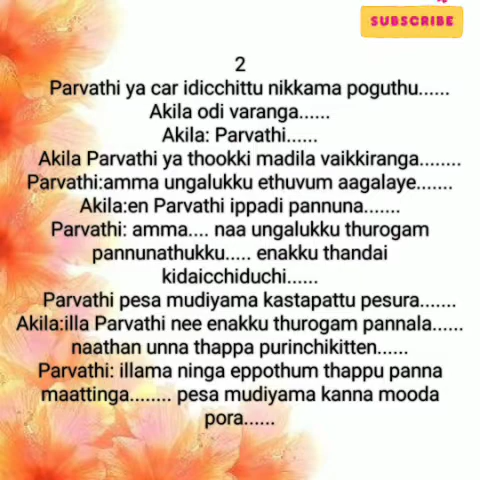 SUBSCRIBE
2
Parvathi ya car idicchittu nikkama poguthu......
Akila odi varanga......
Akila: Parvathi......
Akila Parvathi ya thookki madila vaikkiranga........
Parvathi:amma ungalukku ethuvum aagalaye.......
Akila:en Parvathi ippadi pannuna.......
Parvathi: amma.... naa ungalukku thurogam
pannunathukku..... enakku thandai
kidaicchiduchi......
Parvathi pesa mudiyama kastapattu pesura.......
Akila:illa Parvathi nee enakku thurogam pannala......
naathan unna thappa purinchikitten......
Parvathi: illama ninga eppothum thappu panna
maattinga........ pesa mudiyama kanna mooda
pora......